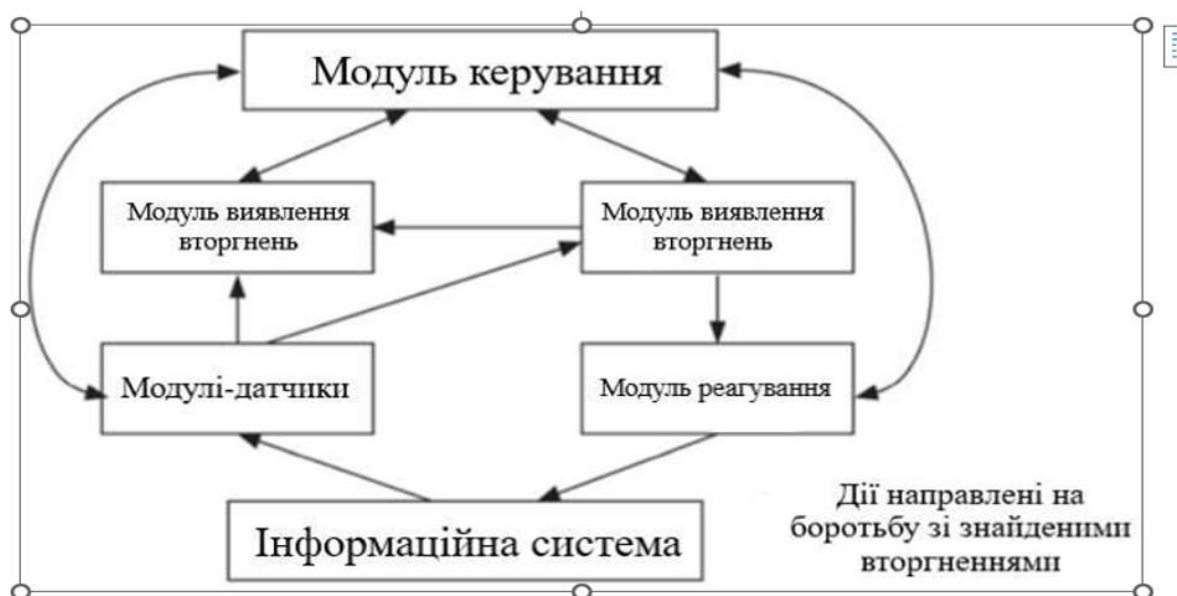 Модуль керування
Модуль виявлення
вторгнень
Модуль виявлення
вторгнень
Модулі-датчики
Модуль реагування
Інформаційна система
Дії направлені на
боротьбу зі знайденими
вторгненнями